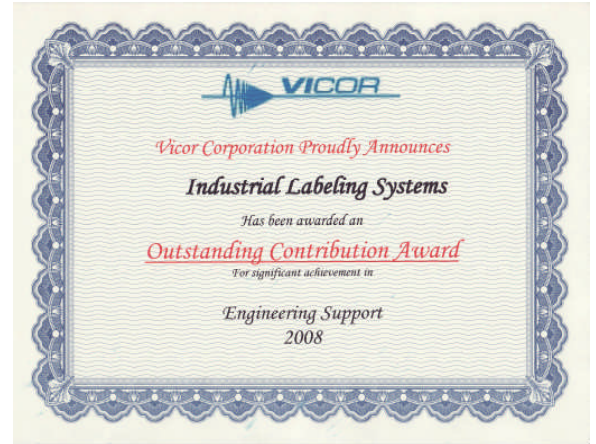 VICOR
Vicor Corporation Proudly Announces
Industrial Labeling Systems
Has been awarded an
Outstanding Contribution Award
For significant achievement in
Engineering Support
2008